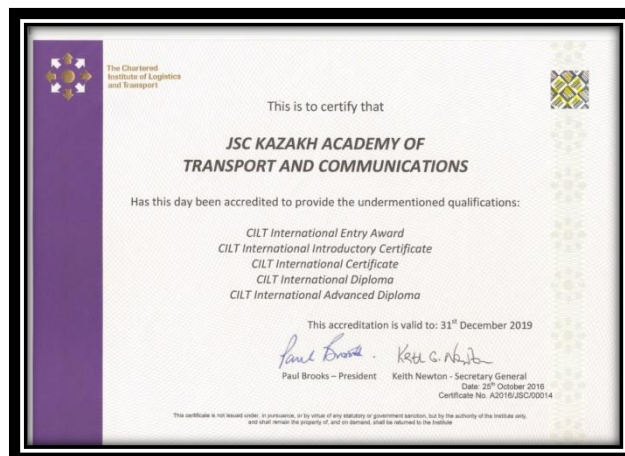 The Chartered
Institute of Logistics
and Transport
This is to certify that
JSC KAZAKH ACADEMY OF
TRANSPORT AND COMMUNICATIONS
Has this day been accredited to provide the undermentioned qualifications:
CILT International Entry Award
CILT International Introductory Certificate
CILT International Certificate
CILT International Diploma
CILT International Advanced Diploma
This accreditation is valid to: 31st December 2019
Paul Brooks – President Keith Newton - Secretary General
Date: 25th October 2016
Certificate No. A2016/JSC/00014
This certificate is not issued under, in pursuance, or by virtue of any statutory or government sanction, but by the authority of the Institute only,
and shall remain the property of, and on demand, shall be returned to the Institute